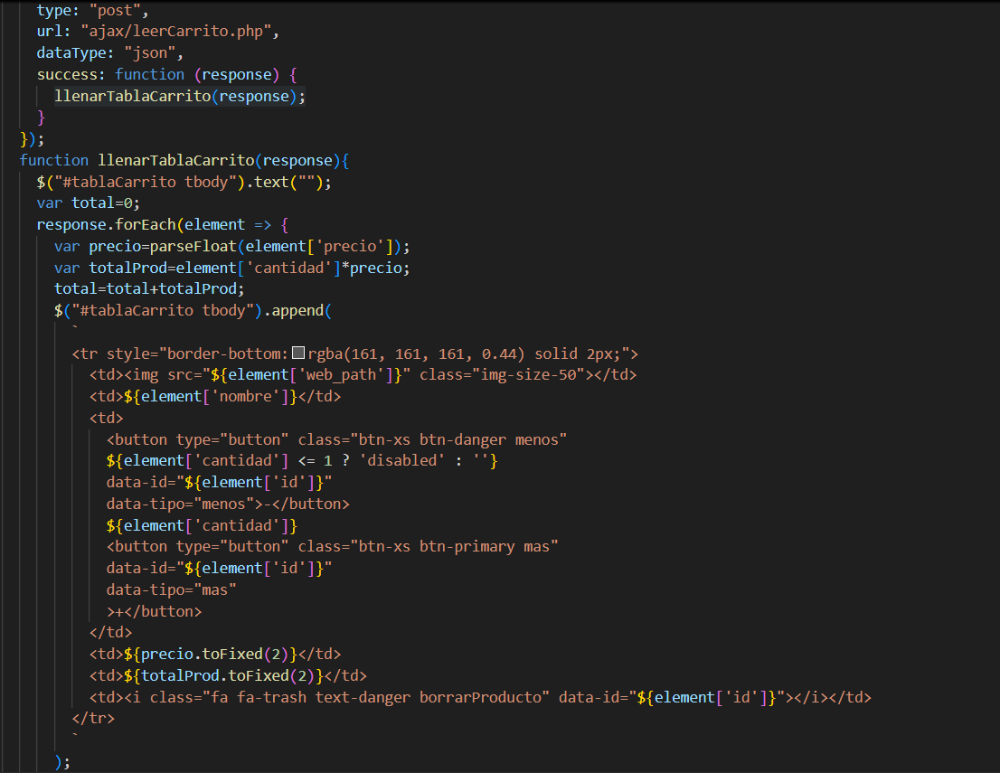 type: "post",
url: "ajax/leerCarrito.php",
dataType: "json",
success: function (response) {
llenarTablaCarrito(response);
}
});
function llenarTablaCarrito(response){
$("#tablaCarrito tbody").text("");
var total=0;
response.forEach(element => {
var precio=parseFloat(element['precio']);
var totalProd=element['cantidad']*precio;
total=total+totalProd;
$("#tablaCarrito tbody").append(
`
<tr style="border-bottom:rgba(161, 161, 161, 0.44) solid 2px;">
<td><img src="${element['web_path']}" class="img-size-50"></td>
<td>${element['nombre']}</td>
<td>
<button type="button" class="btn-xs btn-danger menos"
${element['cantidad'] <= 1 ? 'disabled' : ''}
data-id="${element['id']}"
data-tipo="menos">-</button>
${element['cantidad']}
<button type="button" class="btn-xs btn-primary mas"
data-id="${element['id']}"
data-tipo="mas"
>+</button>
</td>
<td>${precio.toFixed(2)}</td>
<td>${totalProd.toFixed(2)}</td>
<td><i class="fa fa-trash text-danger borrarProducto" data-id="${element['id']}"></i></td>
</tr>
`
);